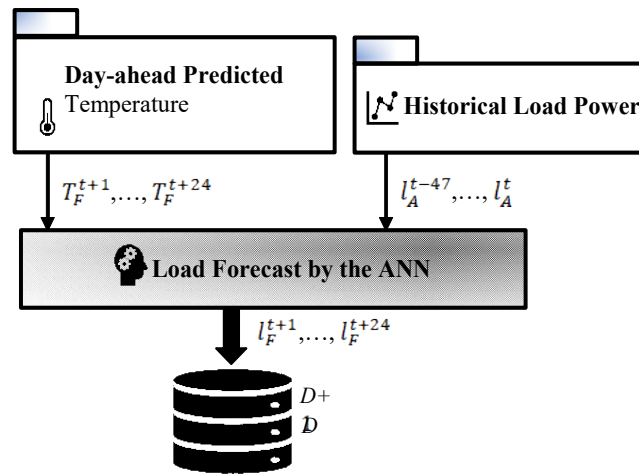 Day-ahead Predicted
Temperature
Historical Load Power
T_F^{t+1},..., T_F^{t+24}
l_A^{t-47},..., l_A^t
Load Forecast by the ANN
l_F^{t+1},..., l_F^{t+24}
D+